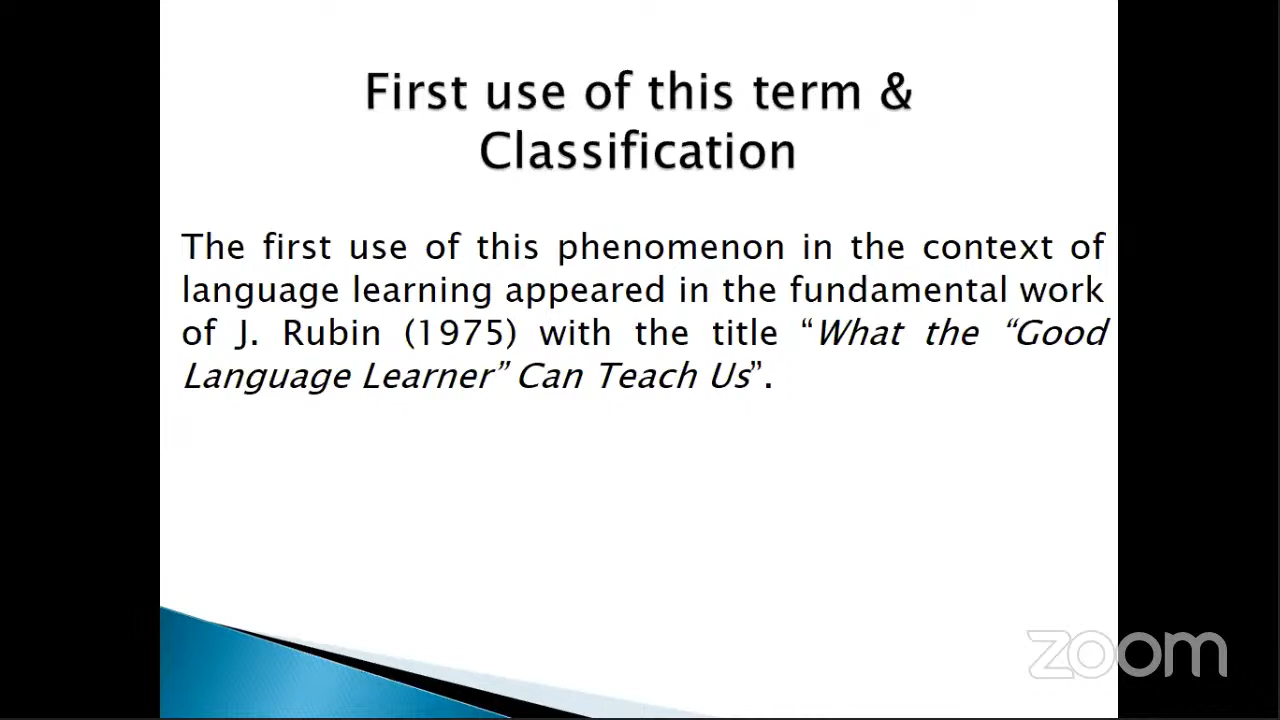 First use of this term &
Classification
The first use of this phenomenon in the context of
language learning appeared in the fundamental work
of J. Rubin (1975) with the title “What the “Good
Language Learner” Can Teach Us”.
zoom